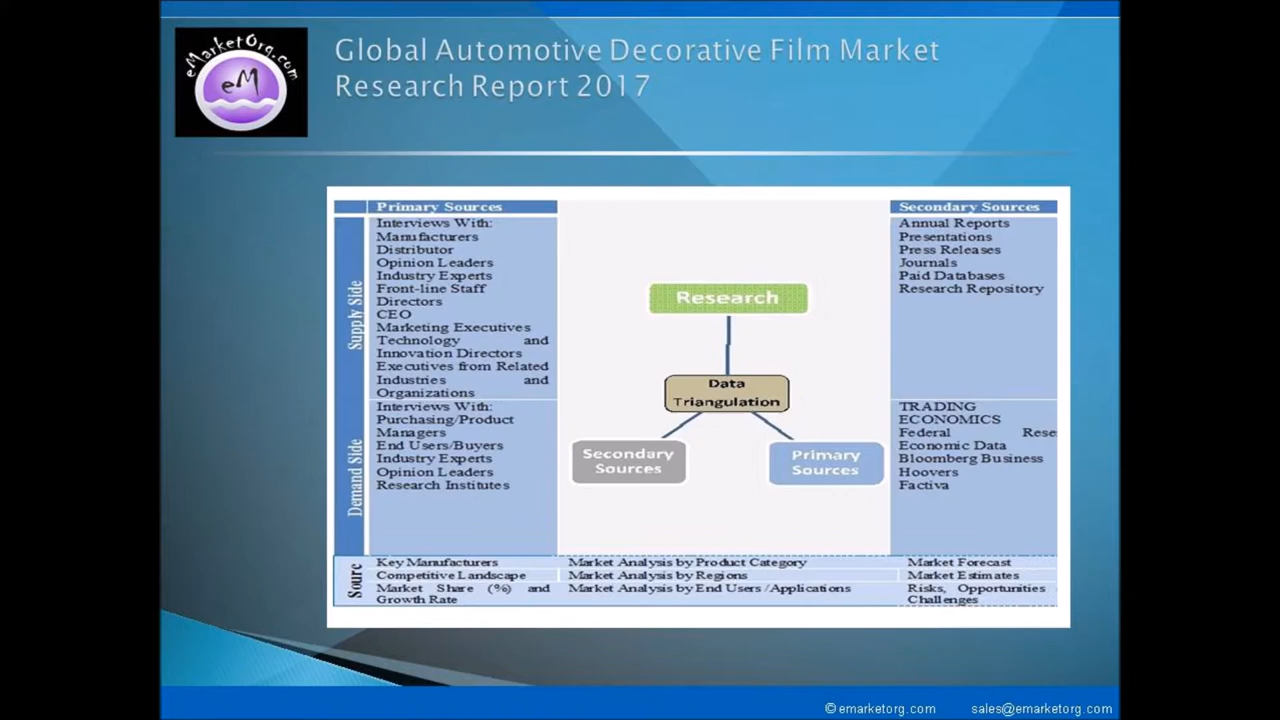 eMarketOrg.com
eM
Global Automotive Decorative Film Market
Research Report 2017
Primary Sources
Supply Side
Interviews With:
Manufacturers
Distributor
Opinion Leaders
Industry Experts
Front-line Staff
Directors
CEO
Marketing Executives
Technology and
Innovation Directors
Executives from Related
Industries and
Organizations
Demand Side
Interviews With:
Purchasing/Product
Managers
End Users/Buyers
Industry Experts
Opinion Leaders
Research Institutes
Research
Data
Triangulation
Secondary
Sources
Primary
Sources
Secondary Sources
Annual Reports
Presentations
Press Releases
Journals
Paid Databases
Research Repository
TRADING
ECONOMICS
Federal Rese
Economic Data
Bloomberg Business
Hoovers
Factiva
Sourc
Key Manufacturers
Competitive Landscape
Market Share (%) and
Growth Rate
Market Analysis by Product Category
Market Analysis by Regions
Market Analysis by End Users /Applications
Market Forecast
Market Estimates
Risks, Opportunities
Challenges
©emarketorg.com
sales@emarketorg.com